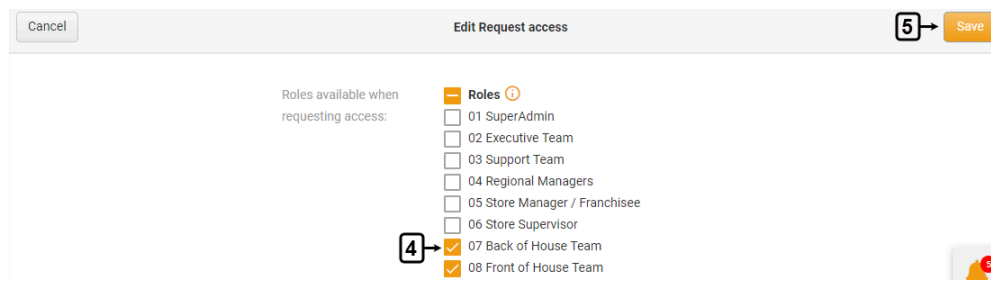 Cancel
Edit Request access
5
Save
Roles available when
requesting access:
Roles
01 SuperAdmin
02 Executive Team
03 Support Team
04 Regional Managers
05 Store Manager / Franchisee
06 Store Supervisor
4
07 Back of House Team
08 Front of House Team
5